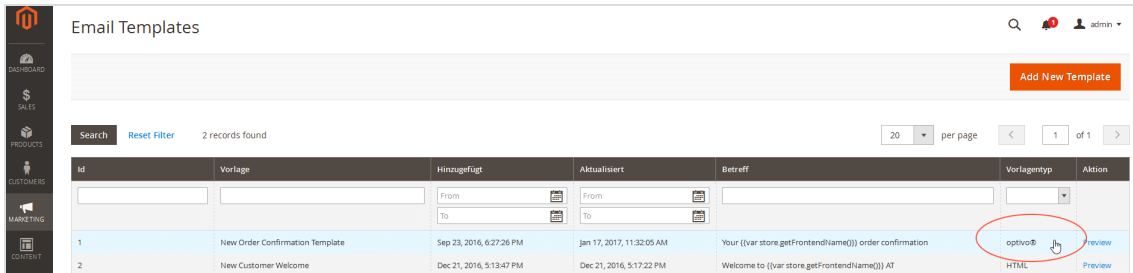 Email Templates
1
admin
DASHBOARD
Add New Template
SALES
Search Reset Filter 2 records found 20 per page 1 of 1
PRODUCTS
Id Vorlage Hinzugefügt Aktualisiert Betreff Vorlagentyp Aktion
CUSTOMERS
From From
To To
MARKETING
1 New Order Confirmation Template Sep 23, 2016, 6:27:26 PM Jan 17, 2017, 11:32:05 AM Your {{var store.getFrontendName()}} order confirmation optivo® Preview
CONTENT
2 New Customer Welcome Dec 21, 2016, 5:13:47 PM Dec 21, 2016, 5:17:22 PM Welcome to {{var store.getFrontendName()}} AT HTML Preview